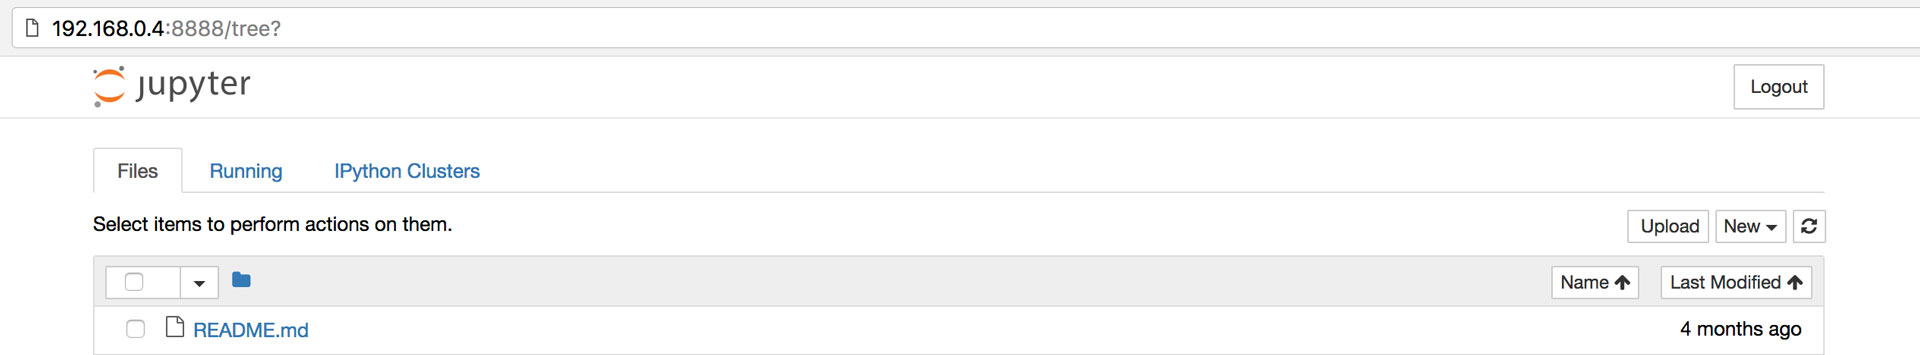 192.168.0.4:8888/tree?
jupyter
Logout
Files Running IPython Clusters
Select items to perform actions on them.
Upload New
Name Last Modified
README.md 4 months ago